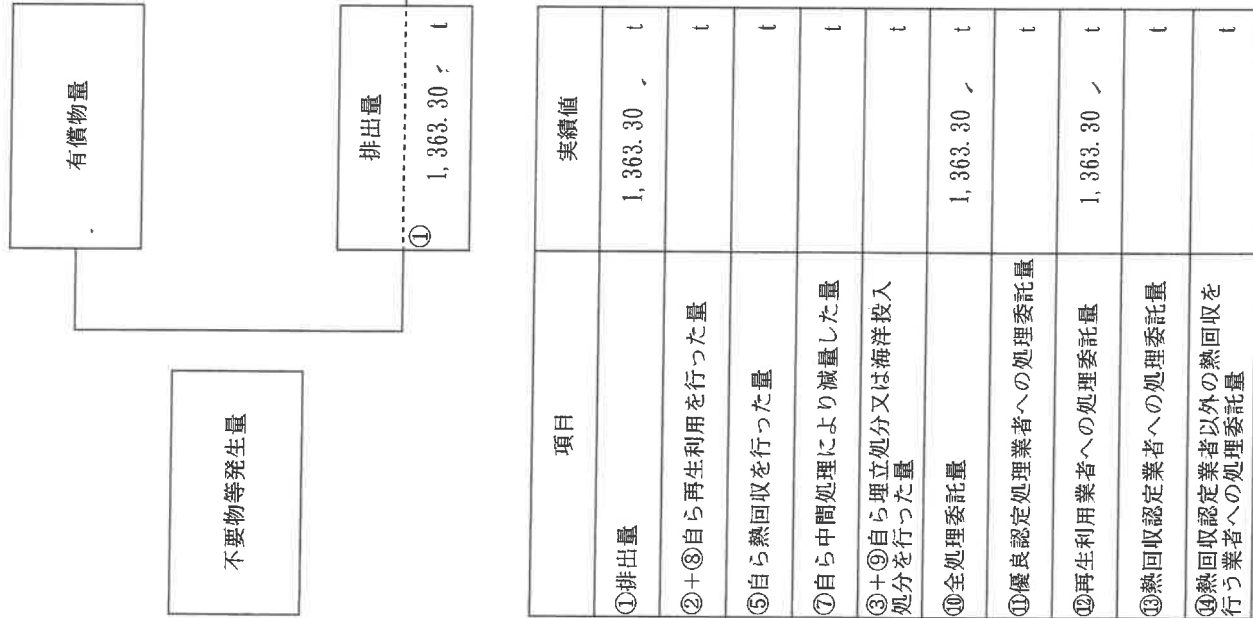 不要物等発生量
有償物量
排出量
① 1,363.30 t
項目 実績値
①排出量 1,363.30 t
②+⑧自ら再生利用を行った量 t
⑤自ら熱回収を行った量 t
⑦自ら中間処理により減量した量 t
③+⑨自ら埋立処分又は海洋投入
処分を行った量 t
⑩全処理委託量 1,363.30 t
⑪優良認定処理業者への処理委託量 t
⑫再生利用業者への処理委託量 1,363.30 t
⑬熱回収認定業者への処理委託量 t
⑭熱回収認定業者以外の熱回収を
行う業者への処理委託量 t